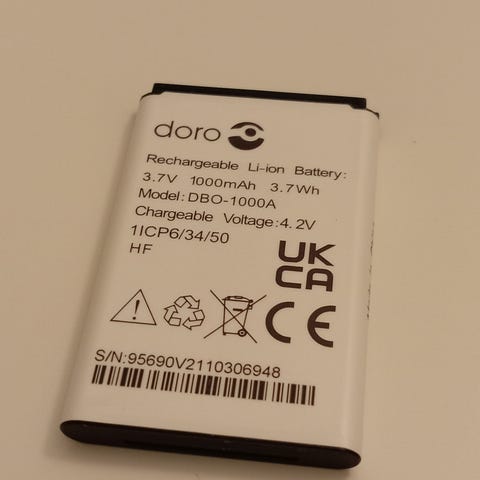 doro
Rechargeable Li-ion Battery:
3.7V 1000mAh 3.7Wh
Model: DBO-1000A
Chargeable Voltage:4.2V
1ICP6/34/50
HF
UK
CA
CE
S/N:95690V2110306948